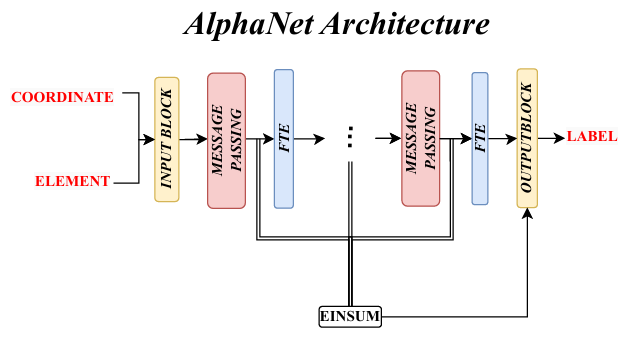 AlphaNet Architecture
COORDINATE
ELEMENT
INPUT BLOCK
MESSAGE
PASSING
FTE
...
MESSAGE
PASSING
FTE
OUTPUTBLOCK
LABEL
EINSUM